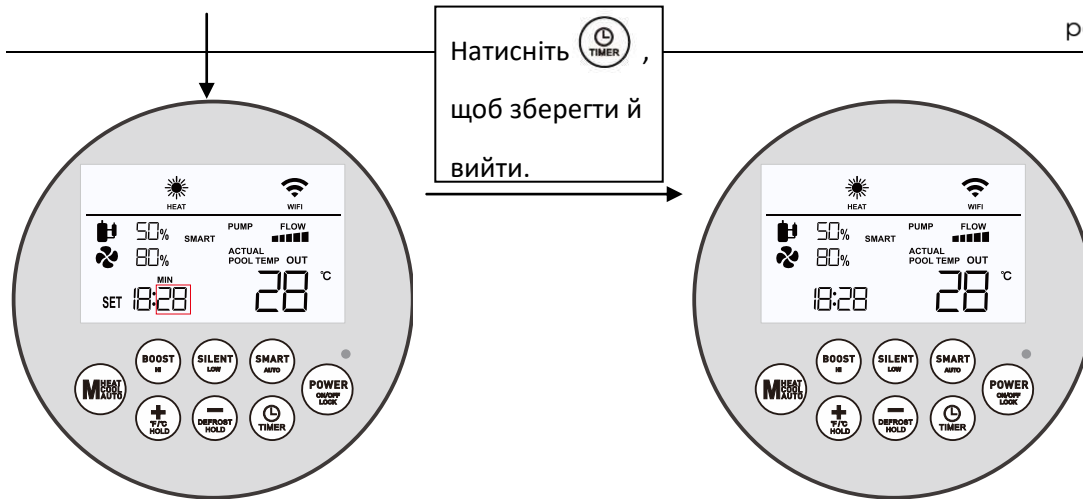 p
Натисніть TIMER ,
щоб зберегти й
вийти.
HEAT WIFI
50% SMART PUMP FLOW
80% ACTUAL POOL TEMP OUT
MIN
SET 18:28 28 °C
BOOST HI SILENT LOW SMART AUTO
M HEAT COOL AUTO POWER ON/OFF LOCK
+ °F/°C HOLD − DEFROST HOLD TIMER
HEAT WIFI
50% SMART PUMP FLOW
80% ACTUAL POOL TEMP OUT
18:28 28 °C
BOOST HI SILENT LOW SMART AUTO
M HEAT COOL AUTO POWER ON/OFF LOCK
+ °F/°C HOLD − DEFROST HOLD TIMER